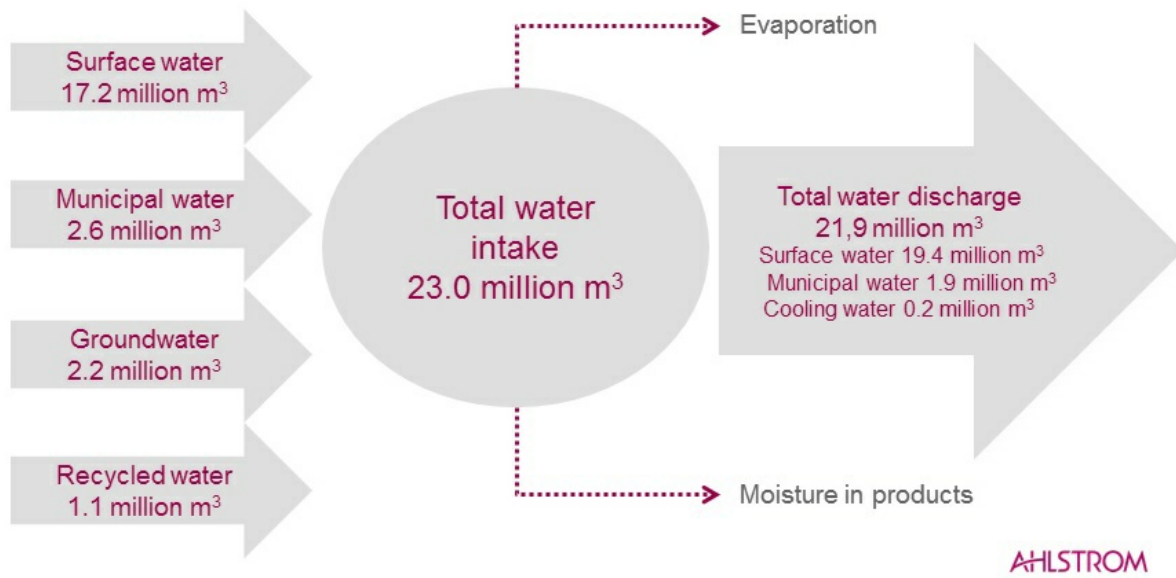 Surface water
17.2 million m³
Municipal water
2.6 million m³
Groundwater
2.2 million m³
Recycled water
1.1 million m³
Evaporation
Total water
intake
23.0 million m³
Moisture in products
Total water discharge
21,9 million m³
Surface water 19.4 million m³
Municipal water 1.9 million m³
Cooling water 0.2 million m³
AHLSTROM